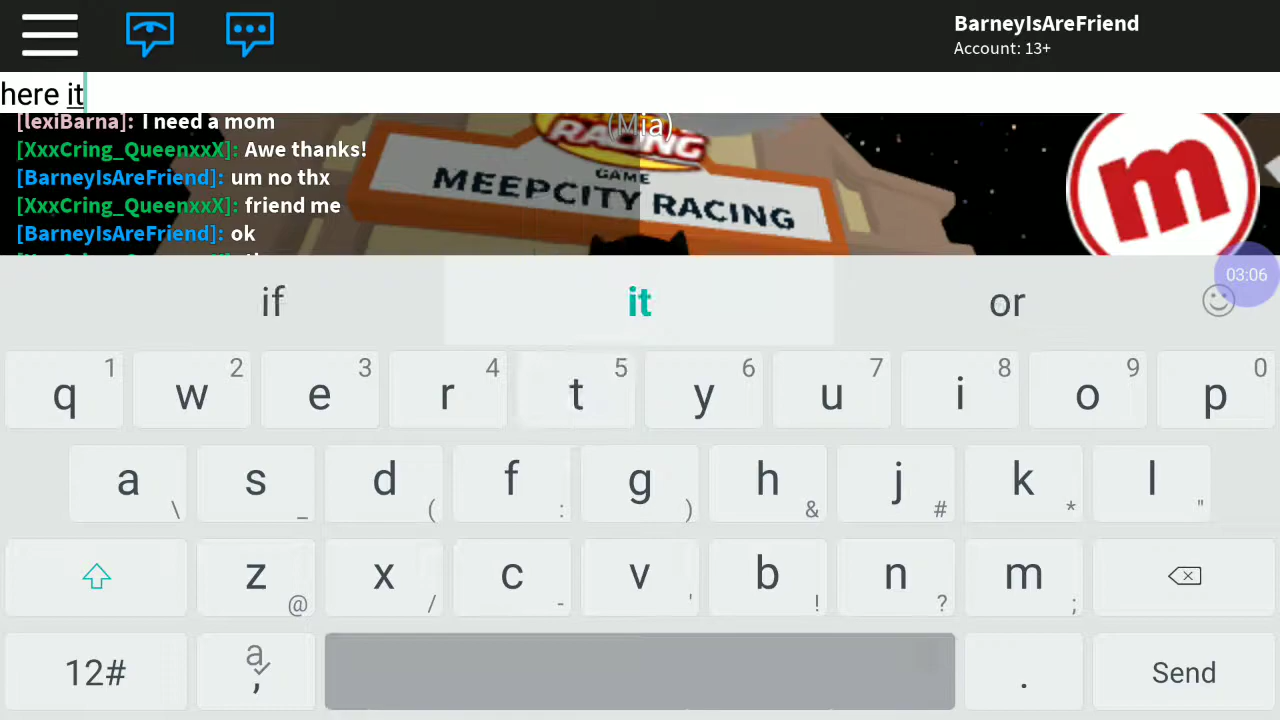 BarneyIsAreFriend
Account: 13+
here it
[lexiBarna]: I need a mom
(Mia)
[XxxCring_QueenxxX]: Awe thanks!
RACING
GAME
MEEPCITY RACING
m
[BarneyIsAreFriend]: um no thx
[XxxCring_QueenxxX]: friend me
[BarneyIsAreFriend]: ok
03:06
if it or
1 2 3 4 5 6 7 8 9 0
q w e r t y u i o p
a s d f g h j k l
\ _ ( : ) & # * "
z x c v b n m
@ / - ' ! ? ;
12# a , . Send